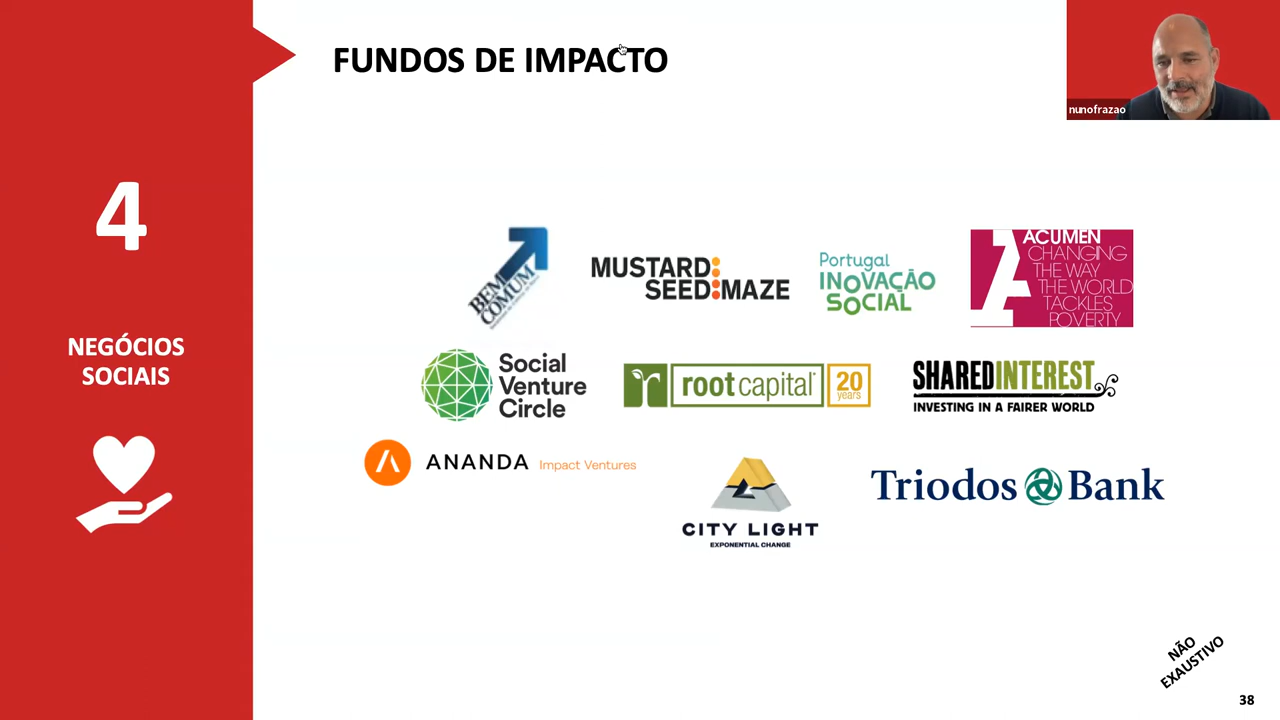 FUNDOS DE IMPACTO
nunofrazao
4
NEGÓCIOS
SOCIAIS
BEM
COMUM
MUSTARD
SEED MAZE
Portugal
INOVAÇÃO
SOCIAL
ACUMEN
CHANGING
THE WAY
THE WORLD
TACKLES
POVERTY
Social
Venture
Circle
r rootcapital 20
years
SHAREDINTEREST
INVESTING IN A FAIRER WORLD
ANANDA Impact Ventures
CITY LIGHT
EXPONENTIAL CHANGE
Triodos Bank
NÃO
EXAUSTIVO
38